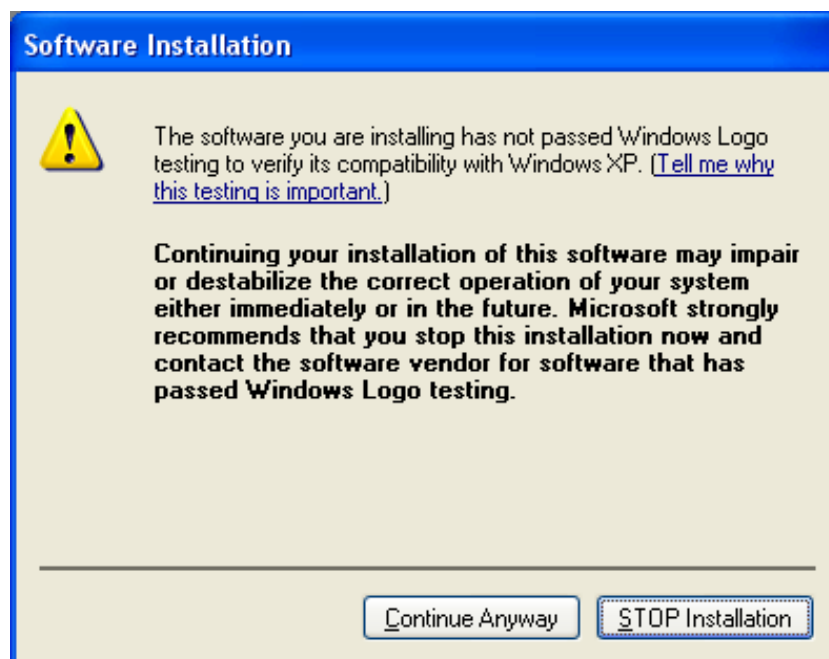 Software Installation
The software you are installing has not passed Windows Logo
testing to verify its compatibility with Windows XP. (Tell me why
this testing is important.)
Continuing your installation of this software may impair
or destabilize the correct operation of your system
either immediately or in the future. Microsoft strongly
recommends that you stop this installation now and
contact the software vendor for software that has
passed Windows Logo testing.
Continue Anyway
STOP Installation